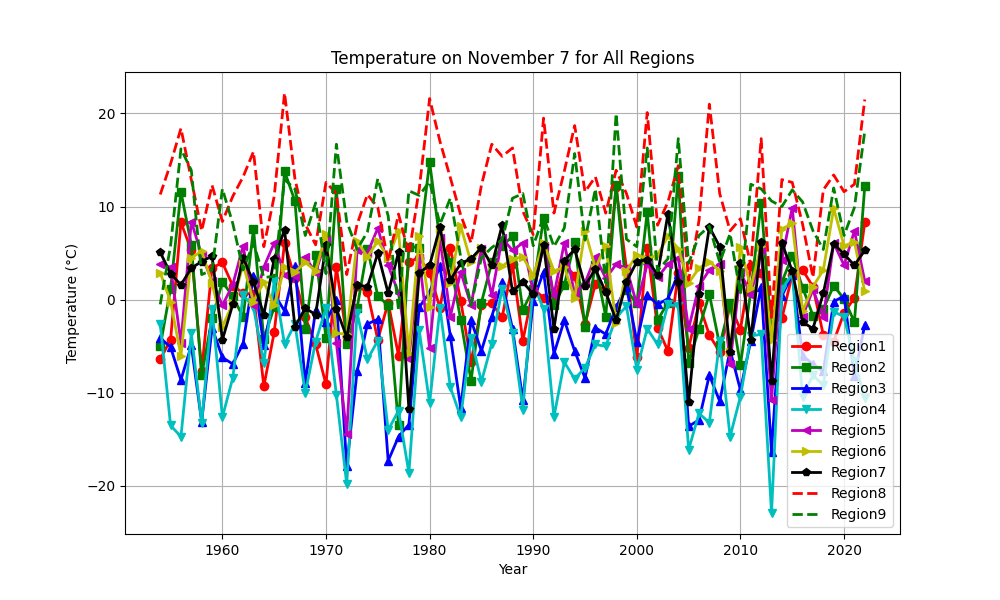 Temperature on November 7 for All Regions
Temperature (°C)
20
10
0
−10
−20
1960
1970
1980
1990
2000
2010
2020
Year
Region1
Region2
Region3
Region4
Region5
Region6
Region7
Region8
Region9